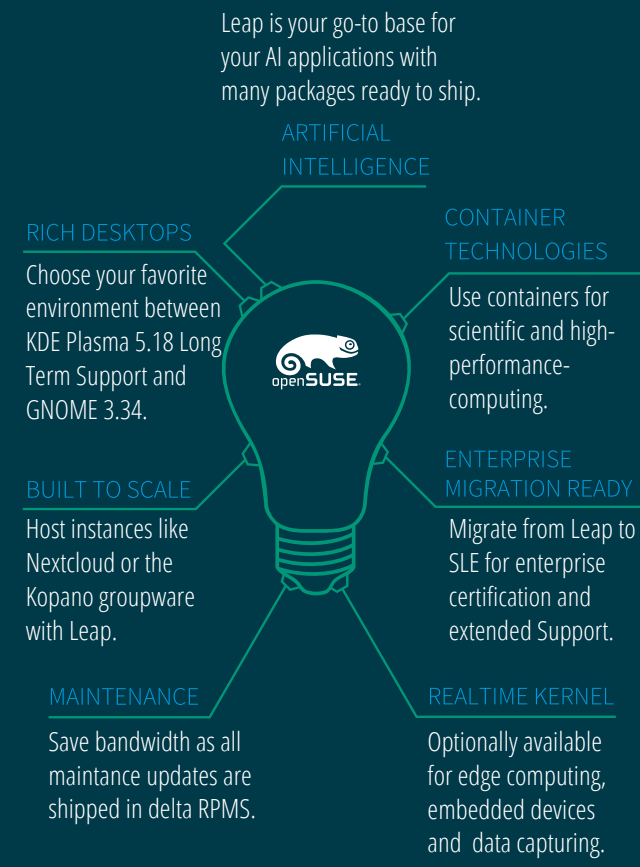 Leap is your go-to base for
your AI applications with
many packages ready to ship.
ARTIFICIAL
INTELLIGENCE
RICH DESKTOPS
Choose your favorite
environment between
KDE Plasma 5.18 Long
Term Support and
GNOME 3.34.
CONTAINER
TECHNOLOGIES
Use containers for
scientific and high-
performance-
computing.
openSUSE
BUILT TO SCALE
Host instances like
Nextcloud or the
Kopano groupware
with Leap.
ENTERPRISE
MIGRATION READY
Migrate from Leap to
SLE for enterprise
certification and
extended Support.
MAINTENANCE
Save bandwidth as all
maintance updates are
shipped in delta RPMS.
REALTIME KERNEL
Optionally available
for edge computing,
embedded devices
and data capturing.